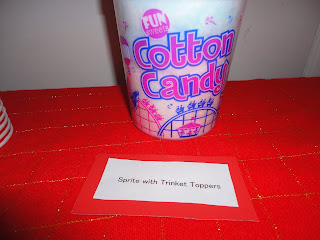 FUN
sweets
Cotton
Candy
Sprite with Trinket Toppers